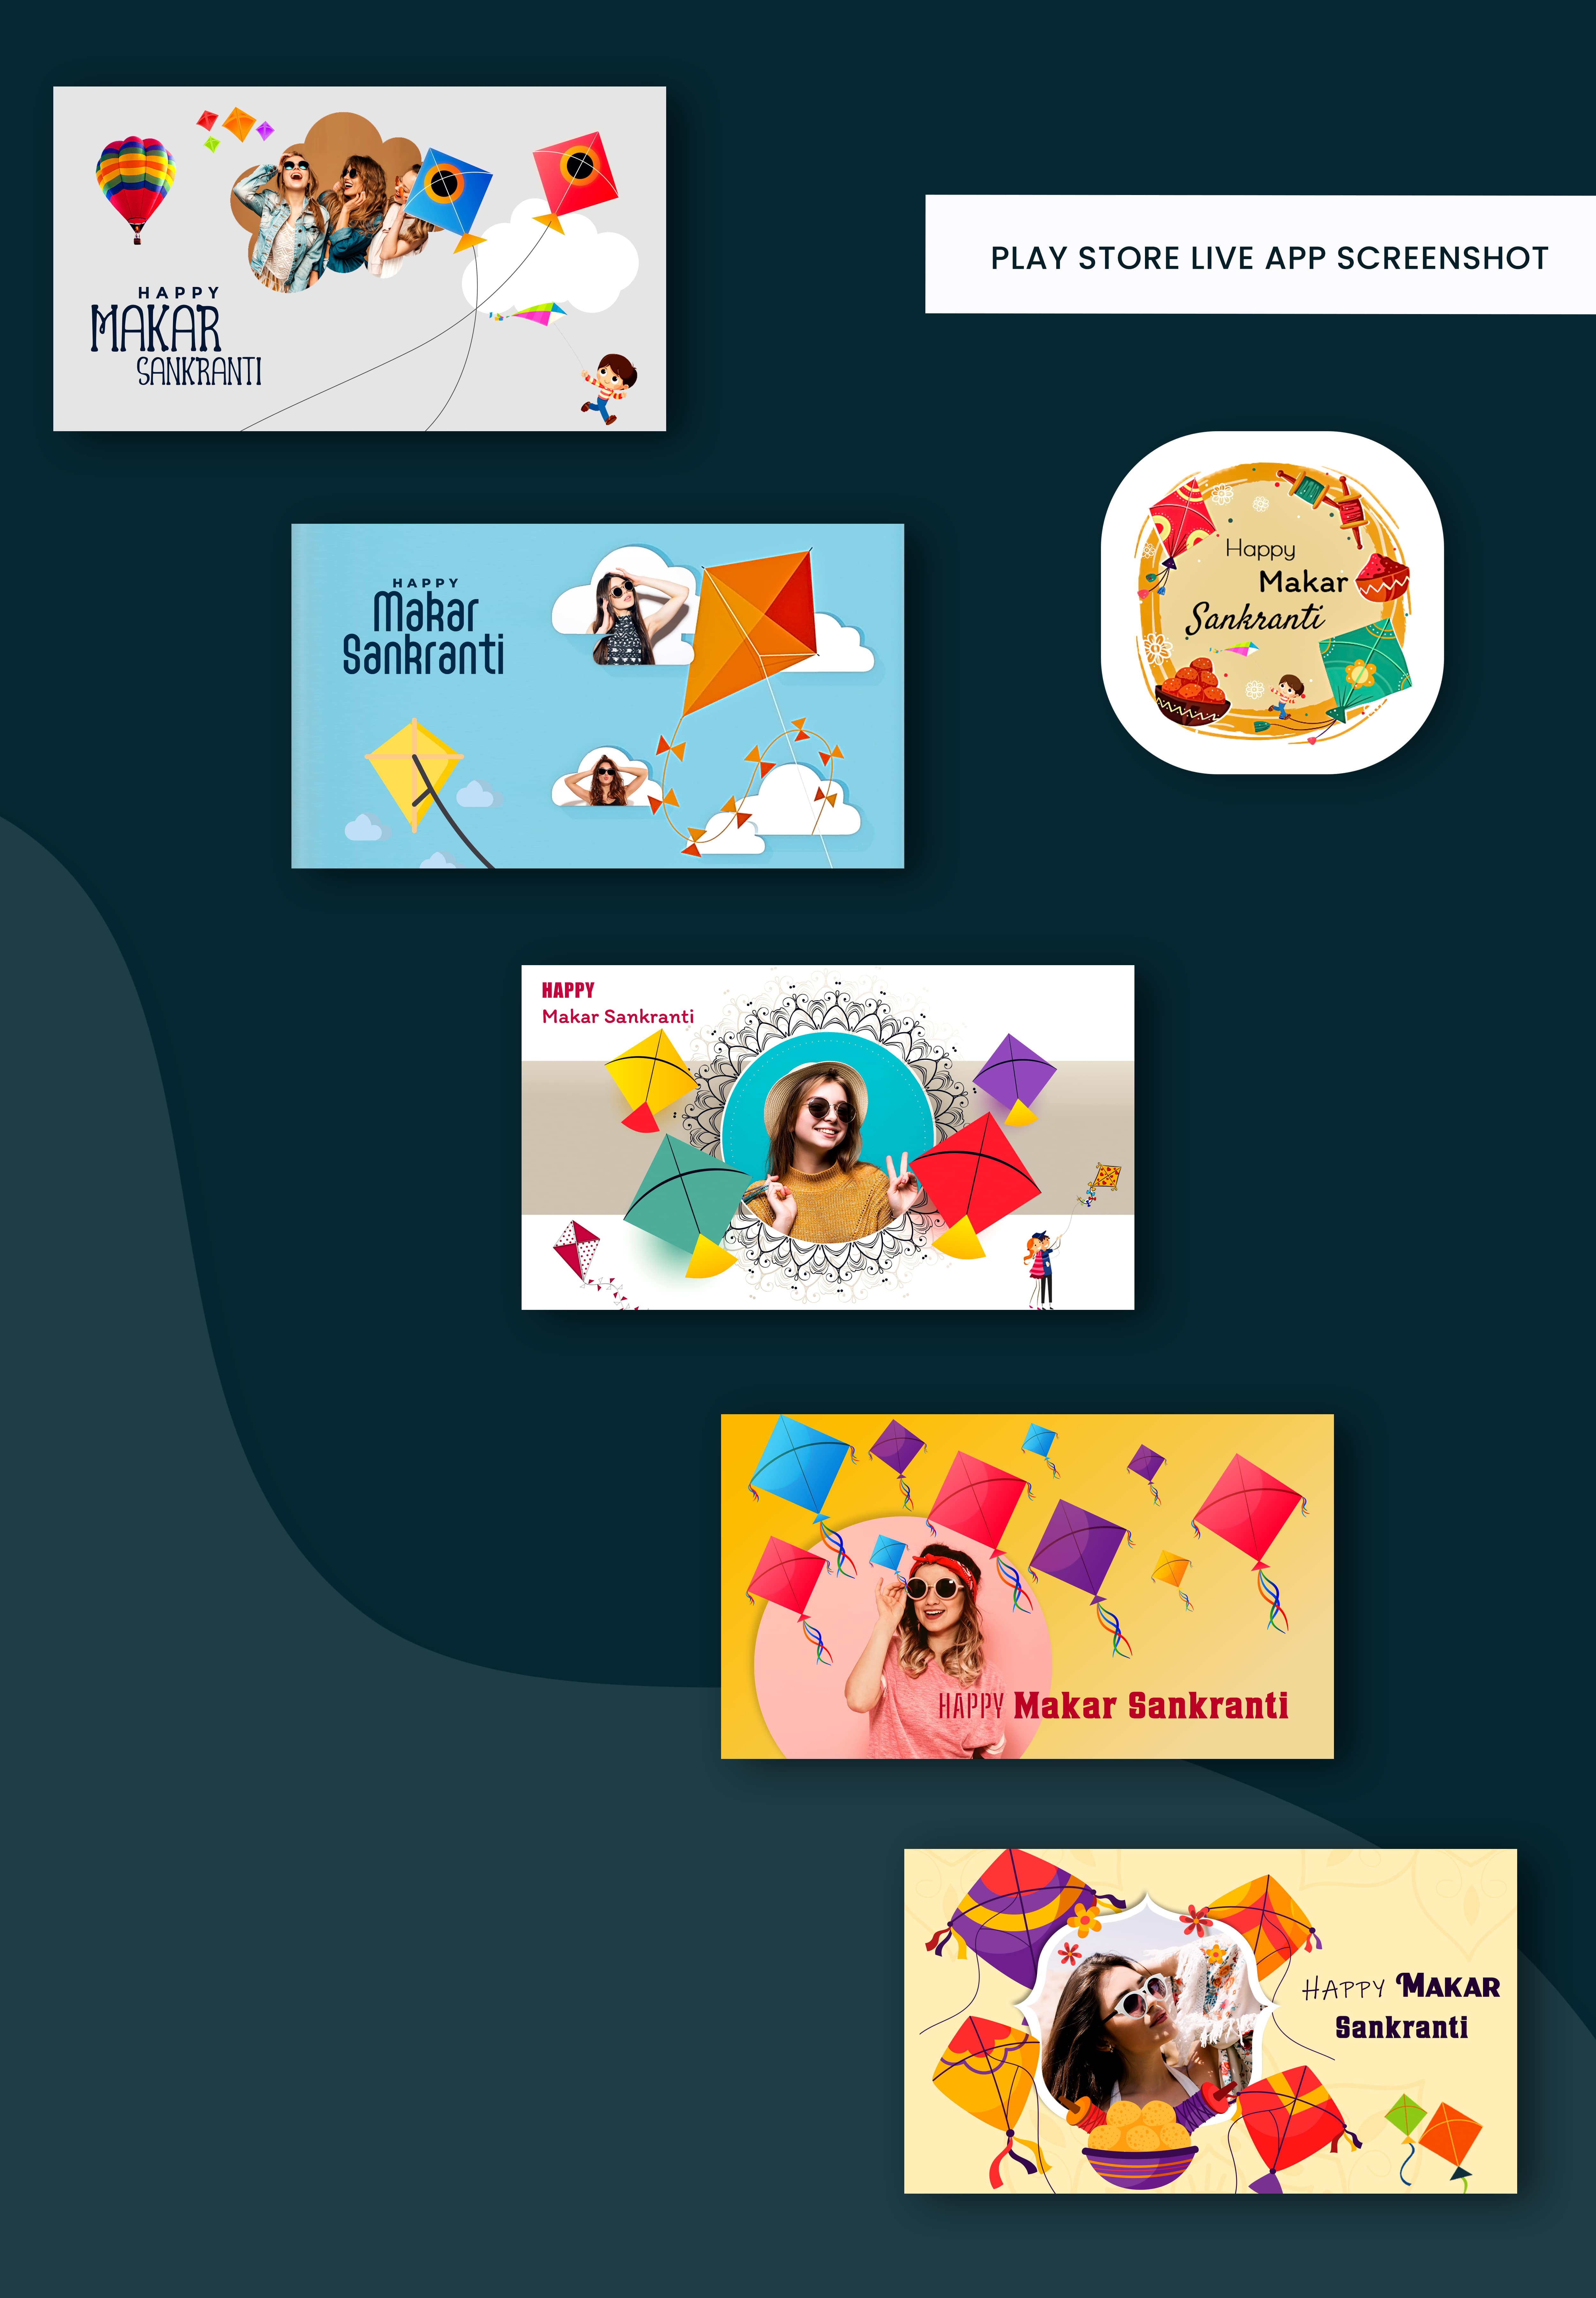 HAPPY
MAKAR
SANKRANTI
PLAY STORE LIVE APP SCREENSHOT
Happy
Makar
Sankranti
HAPPY
Makar
Sankranti
HAPPY
Makar Sankranti
HAPPY Makar Sankranti
HAPPY MAKAR
Sankranti